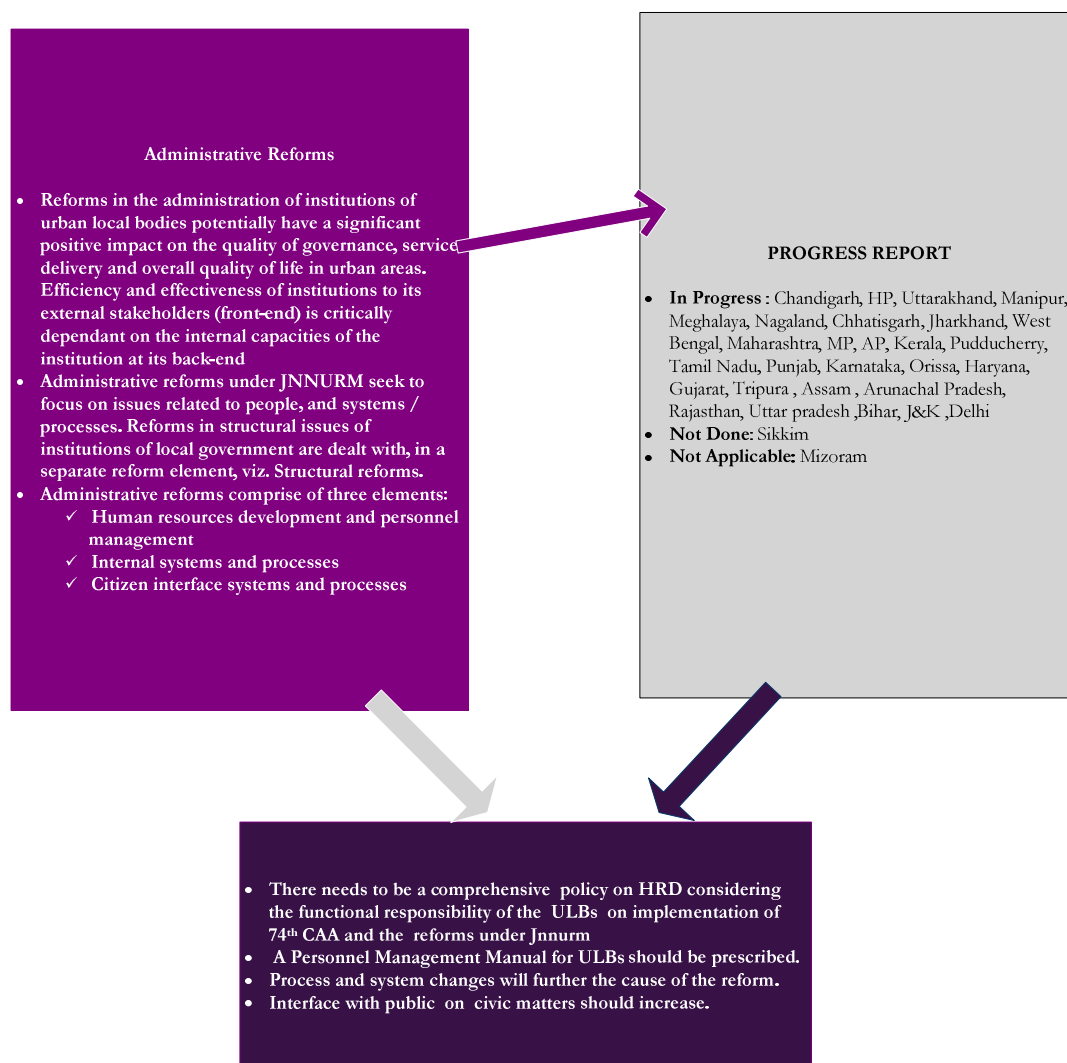 Administrative Reforms
• Reforms in the administration of institutions of
urban local bodies potentially have a significant
positive impact on the quality of governance, service
delivery and overall quality of life in urban areas.
Efficiency and effectiveness of institutions to its
external stakeholders (front-end) is critically
dependant on the internal capacities of the
institution at its back-end
• Administrative reforms under JNNURM seek to
focus on issues related to people, and systems /
processes. Reforms in structural issues of
institutions of local government are dealt with, in a
separate reform element, viz. Structural reforms.
• Administrative reforms comprise of three elements:
✓ Human resources development and personnel
management
✓ Internal systems and processes
✓ Citizen interface systems and processes
PROGRESS REPORT
• In Progress : Chandigarh, HP, Uttarakhand, Manipur,
Meghalaya, Nagaland, Chhatisgarh, Jharkhand, West
Bengal, Maharashtra, MP, AP, Kerala, Pudducherry,
Tamil Nadu, Punjab, Karnataka, Orissa, Haryana,
Gujarat, Tripura , Assam , Arunachal Pradesh,
Rajasthan, Uttar pradesh ,Bihar, J&K ,Delhi
• Not Done: Sikkim
• Not Applicable: Mizoram
• There needs to be a comprehensive policy on HRD considering
the functional responsibility of the ULBs on implementation of
74th CAA and the reforms under Jnnurm
• A Personnel Management Manual for ULBs should be prescribed.
• Process and system changes will further the cause of the reform.
• Interface with public on civic matters should increase.